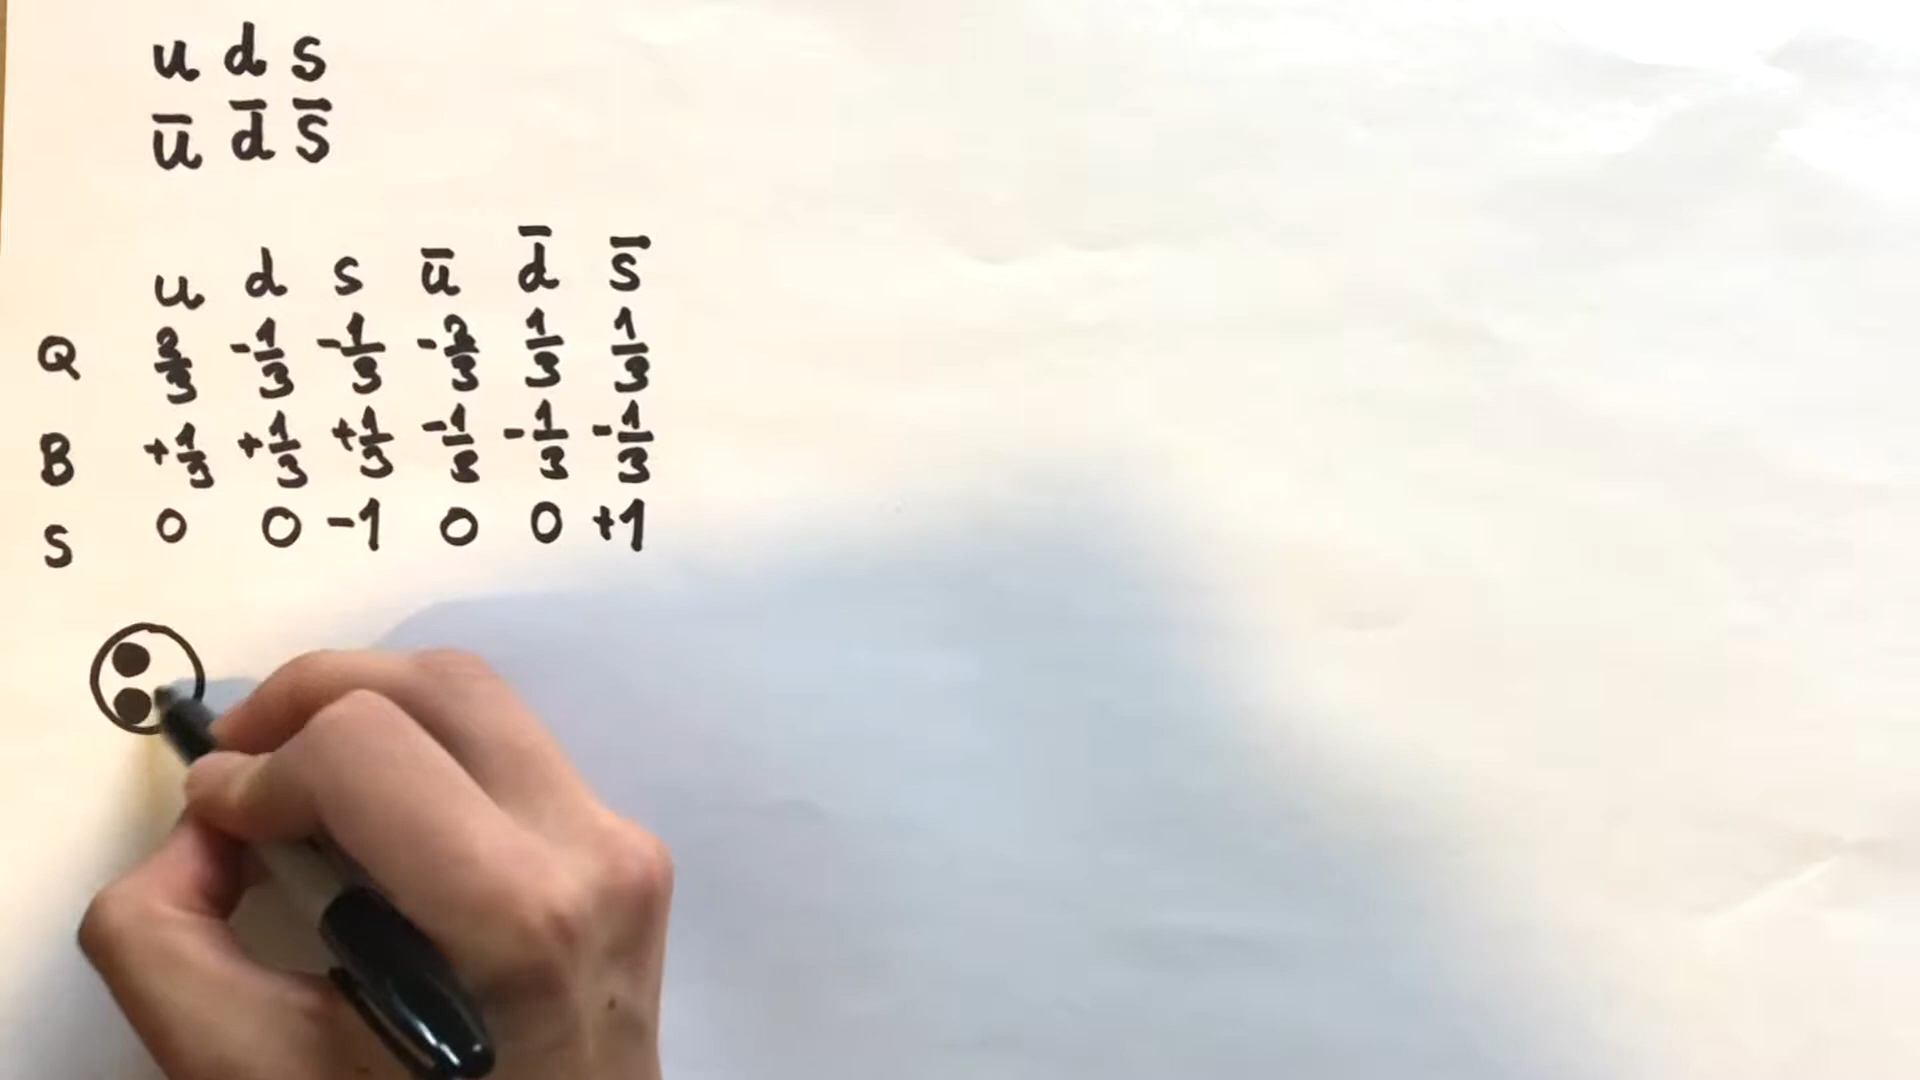 u d s
ū d̄ s̄
u d s ū d̄ s̄
Q 2/3 -1/3 -1/3 -2/3 1/3 1/3
B +1/3 +1/3 +1/3 -1/3 -1/3 -1/3
S 0 0 -1 0 0 +1